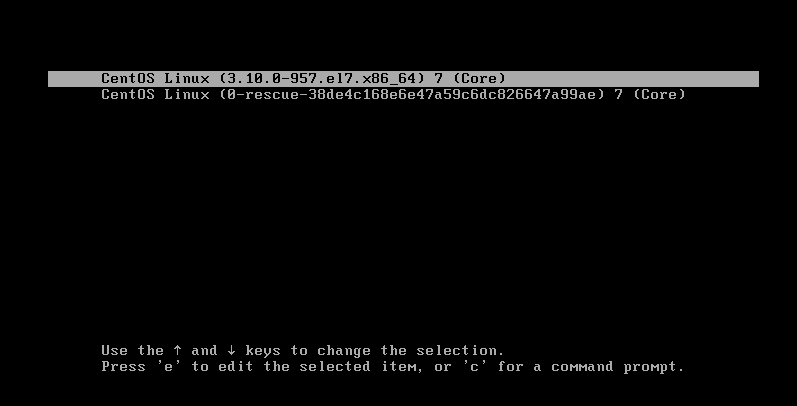 CentOS Linux (3.10.0-957.el7.x86_64) 7 (Core)
CentOS Linux (0-rescue-38de4c168e6e47a59c6dc826647a99ae) 7 (Core)
Use the ↑ and ↓ keys to change the selection.
Press 'e' to edit the selected item, or 'c' for a command prompt.